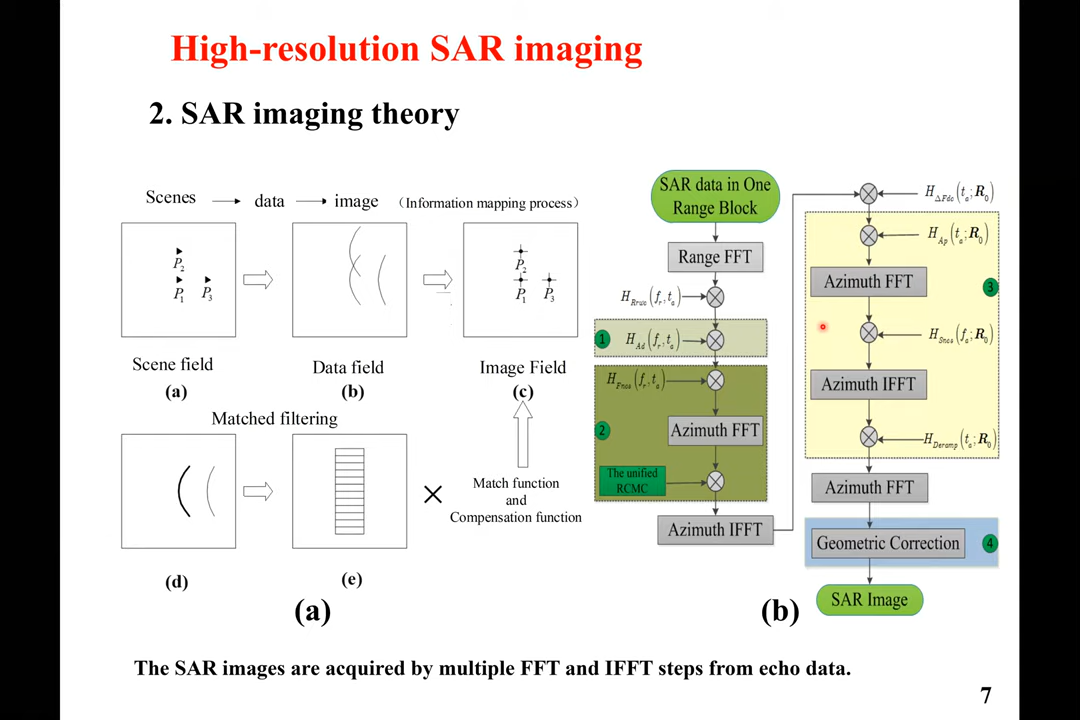 High-resolution SAR imaging
2. SAR imaging theory
Scenes data image （Information mapping process）
P2
P1 P3
P2
P1 P3
Scene field
Data field
Image Field
(a)
(b)
(c)
Matched filtering
×
Match function
and
Compensation function
(d)
(e)
(a)
SAR data in One
Range Block
Range FFT
H_Rrwc(f_r,t_a)
1 H_Ad(f_r,t_a)
H_Fncs(f_r,t_a)
2 Azimuth FFT
The unified
RCMC
Azimuth IFFT
H_ΔFdc(t_a;R_0)
H_Ap(t_a;R_0)
Azimuth FFT 3
H_Sncs(f_a;R_0)
Azimuth IFFT
H_Deramp(t_a;R_0)
Azimuth FFT
Geometric Correction 4
SAR Image
(b)
The SAR images are acquired by multiple FFT and IFFT steps from echo data.
7